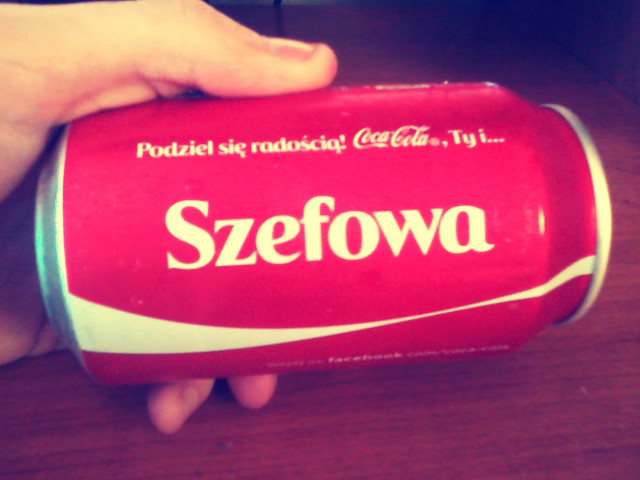 Podziel się radością! Coca-Cola®, Ty i...
Szefowa
facebook.com/coca-cola